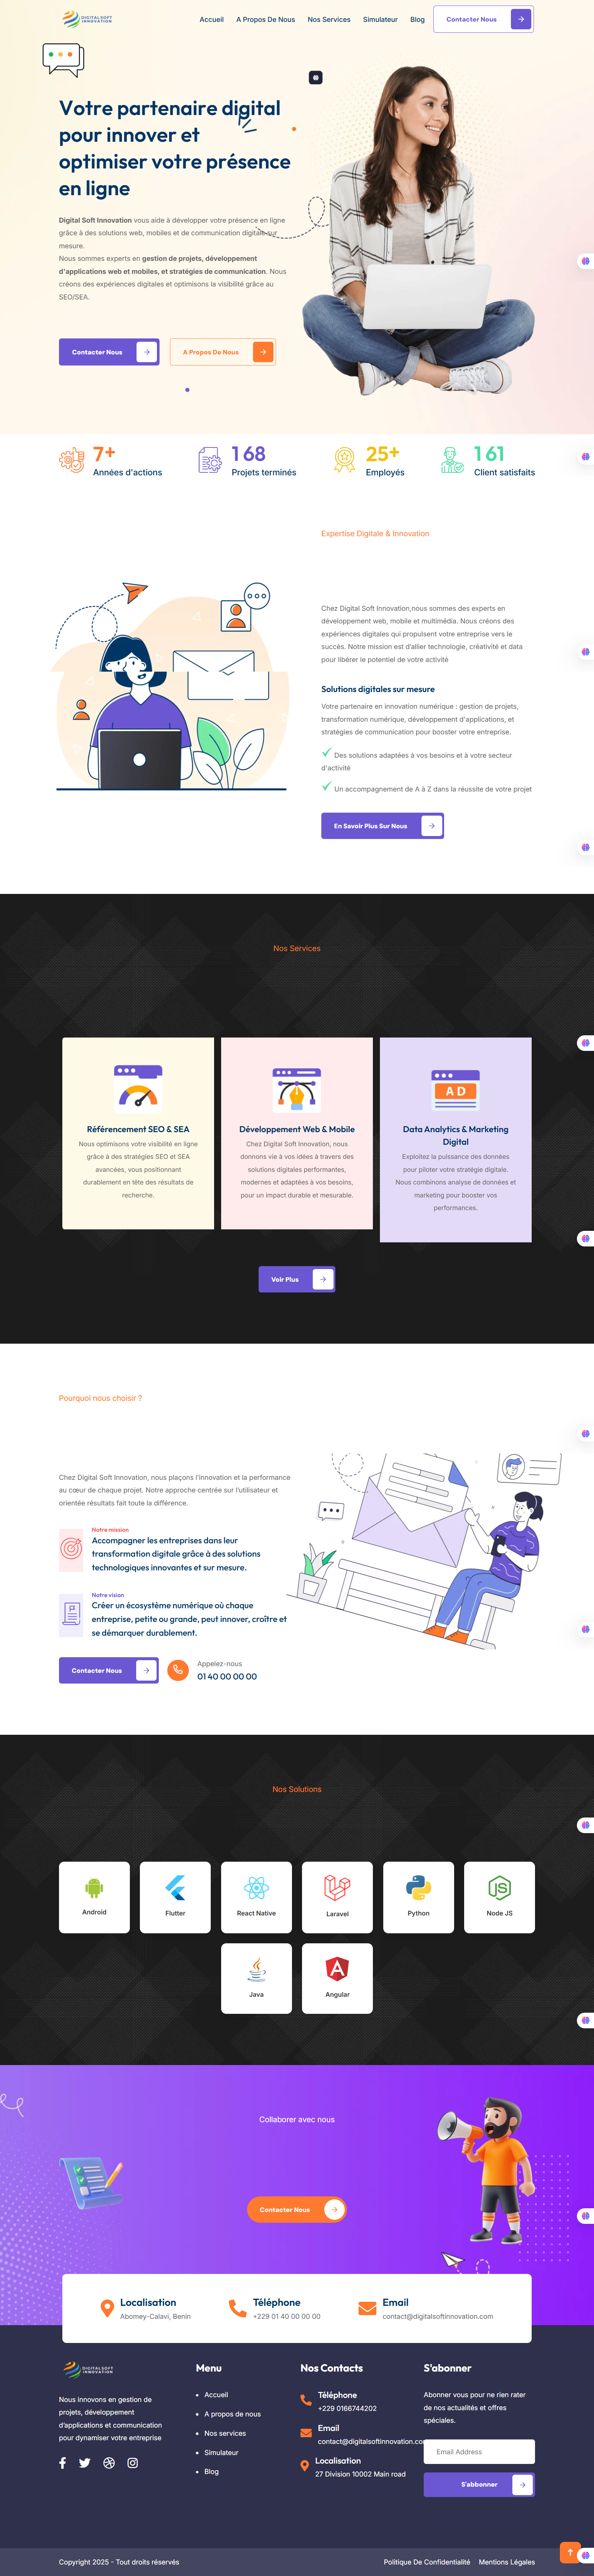 DIGITALSOFT
INNOVATION
Accueil
A Propos De Nous
Nos Services
Simulateur
Blog
Contacter Nous
Votre partenaire digital
pour innover et
optimiser votre présence
en ligne
Digital Soft Innovation vous aide à développer votre présence en ligne
grâce à des solutions web, mobiles et de communication digitale sur
mesure.
Nous sommes experts en gestion de projets, développement
d'applications web et mobiles, et stratégies de communication. Nous
créons des expériences digitales et optimisons la visibilité grâce au
SEO/SEA.
Contacter Nous
A Propos De Nous
7+
Années d'actions
168
Projets terminés
25+
Employés
161
Client satisfaits
Expertise Digitale & Innovation
Chez Digital Soft Innovation,nous sommes des experts en
développement web, mobile et multimédia. Nous créons des
expériences digitales qui propulsent votre entreprise vers le
succès. Notre mission est d'allier technologie, créativité et data
pour libérer le potentiel de votre activité
Solutions digitales sur mesure
Votre partenaire en innovation numérique : gestion de projets,
transformation numérique, développement d'applications, et
stratégies de communication pour booster votre entreprise.
Des solutions adaptées à vos besoins et à votre secteur
d'activité
Un accompagnement de A à Z dans la réussite de votre projet
En Savoir Plus Sur Nous
Nos Services
Référencement SEO & SEA
Nous optimisons votre visibilité en ligne
grâce à des stratégies SEO et SEA
avancées, vous positionnant
durablement en tête des résultats de
recherche.
Développement Web & Mobile
Chez Digital Soft Innovation, nous
donnons vie à vos idées à travers des
solutions digitales performantes,
modernes et adaptées à vos besoins,
pour un impact durable et mesurable.
AD
Data Analytics & Marketing
Digital
Exploitez la puissance des données
pour piloter votre stratégie digitale.
Nous combinons analyse de données et
marketing pour booster vos
performances.
Voir Plus
Pourquoi nous choisir ?
Chez Digital Soft Innovation, nous plaçons l'innovation et la performance
au cœur de chaque projet. Notre approche centrée sur l'utilisateur et
orientée résultats fait toute la différence.
Notre mission
Accompagner les entreprises dans leur
transformation digitale grâce à des solutions
technologiques innovantes et sur mesure.
Notre vision
Créer un écosystème numérique où chaque
entreprise, petite ou grande, peut innover, croître et
se démarquer durablement.
Contacter Nous
Appelez-nous
01 40 00 00 00
Nos Solutions
Android
Flutter
React Native
Laravel
Python
Node JS
Java
Angular
Collaborer avec nous
Contacter Nous
Localisation
Abomey-Calavi, Benin
Téléphone
+229 01 40 00 00 00
Email
contact@digitalsoftinnovation.com
DIGITALSOFT
INNOVATION
Nous innovons en gestion de
projets, développement
d'applications et communication
pour dynamiser votre entreprise
Menu
Accueil
A propos de nous
Nos services
Simulateur
Blog
Nos Contacts
Téléphone
+229 0166744202
Email
contact@digitalsoftinnovation.co
Localisation
27 Division 10002 Main road
S'abonner
Abonner vous pour ne rien rater
de nos actualités et offres
spéciales.
Email Address
S'abbonner
Copyright 2025 - Tout droits réservés
Politique De Confidentialité
Mentions Légales